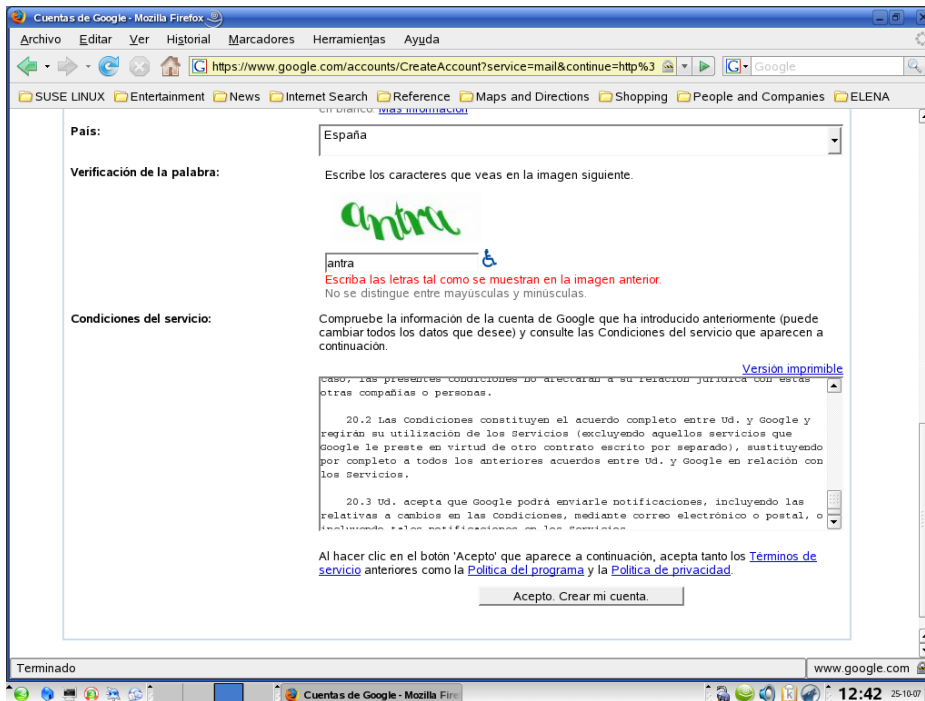 Cuentas de Google - Mozilla Firefox
Archivo Editar Ver Historial Marcadores Herramientas Ayuda
G https://www.google.com/accounts/CreateAccount?service=mail&continue=http%3 G Google
SUSE LINUX Entertainment News Internet Search Reference Maps and Directions Shopping People and Companies ELENA
en blanco. Más información
País: España
Verificación de la palabra: Escribe los caracteres que veas en la imagen siguiente.
antra
antra
Escriba las letras tal como se muestran en la imagen anterior.
No se distingue entre mayúsculas y minúsculas.
Condiciones del servicio: Compruebe la información de la cuenta de Google que ha introducido anteriormente (puede
cambiar todos los datos que desee) y consulte las Condiciones del servicio que aparecen a
continuación.
Versión imprimible
caso, las presentes condiciones no afectarán a su relación jurídica con estas
otras compañías o personas.
20.2 Las Condiciones constituyen el acuerdo completo entre Ud. y Google y
regirán su utilización de los Servicios (excluyendo aquellos servicios que
Google le preste en virtud de otro contrato escrito por separado), sustituyendo
por completo a todos los anteriores acuerdos entre Ud. y Google en relación con
los Servicios.
20.3 Ud. acepta que Google podrá enviarle notificaciones, incluyendo las
relativas a cambios en las Condiciones, mediante correo electrónico o postal, o
incluyendo tales notificaciones en los Servicios.
Al hacer clic en el botón 'Acepto' que aparece a continuación, acepta tanto los Términos de
servicio anteriores como la Política del programa y la Política de privacidad.
Acepto. Crear mi cuenta.
Terminado www.google.com
Cuentas de Google - Mozilla Fire 12:42 25-10-07